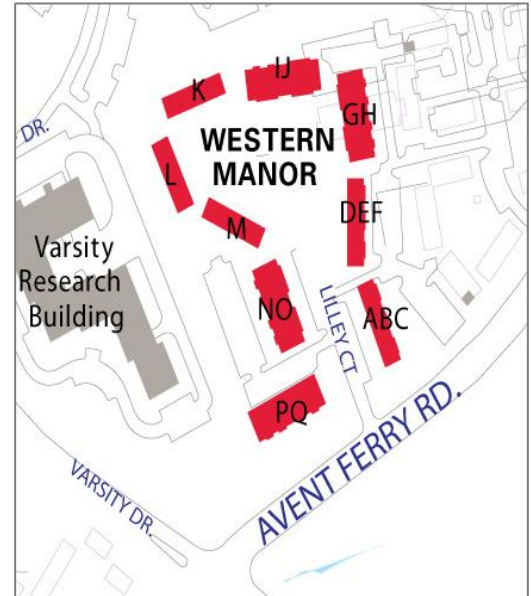 IJ
K
GH
DR.
WESTERN
MANOR
L
DEF
M
Varsity
Research
Building
NO
LILLEY CT
ABC
PQ
AVENT FERRY RD.
VARSITY DR.